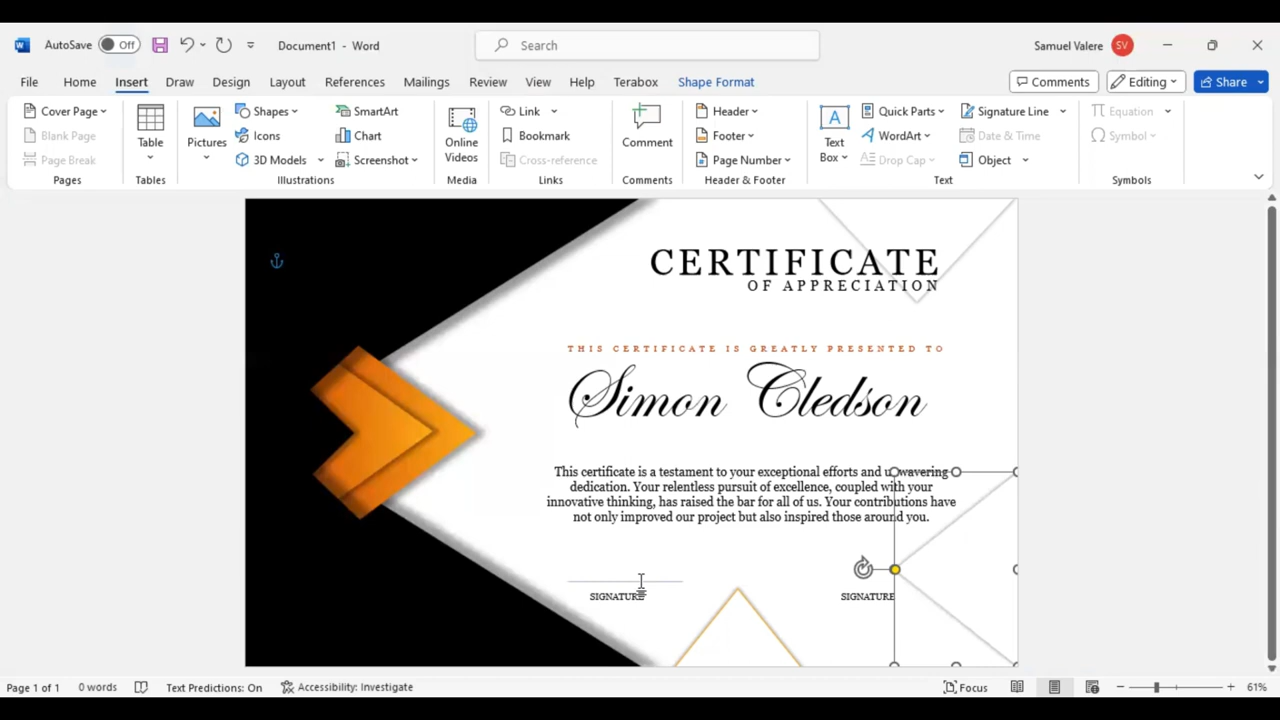 AutoSave Off Document1 - Word Search Samuel Valere SV
File Home Insert Draw Design Layout References Mailings Review View Help Terabox Shape Format Comments Editing Share
Cover Page
Blank Page
Page Break
Pages
Table
Tables
Pictures
Shapes
Icons
3D Models
SmartArt
Chart
Screenshot
Illustrations
Online
Videos
Media
Link
Bookmark
Cross-reference
Links
Comment
Comments
Header
Footer
Page Number
Header & Footer
A
Text
Box
Quick Parts
WordArt
Drop Cap
Signature Line
Date & Time
Object
Text
Equation
Symbol
Symbols
CERTIFICATE
OF APPRECIATION
THIS CERTIFICATE IS GREATLY PRESENTED TO
Simon Cledson
This certificate is a testament to your exceptional efforts and unwavering
dedication. Your relentless pursuit of excellence, coupled with your
innovative thinking, has raised the bar for all of us. Your contributions have
not only improved our project but also inspired those around you.
SIGNATURE SIGNATURE
Page 1 of 1 0 words Text Predictions: On Accessibility: Investigate Focus 61%